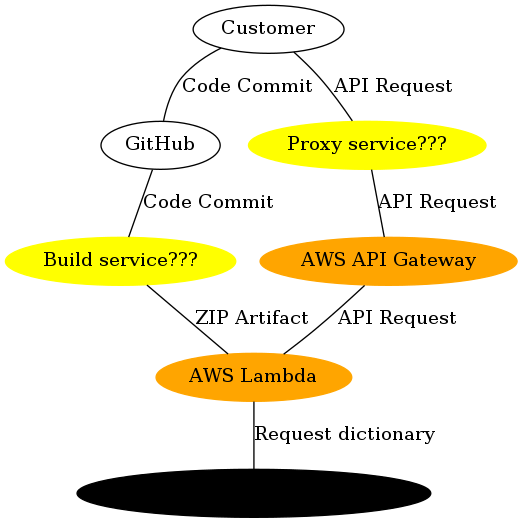 Customer
Code Commit
API Request
GitHub
Proxy service???
Code Commit
API Request
Build service???
AWS API Gateway
ZIP Artifact
API Request
AWS Lambda
Request dictionary